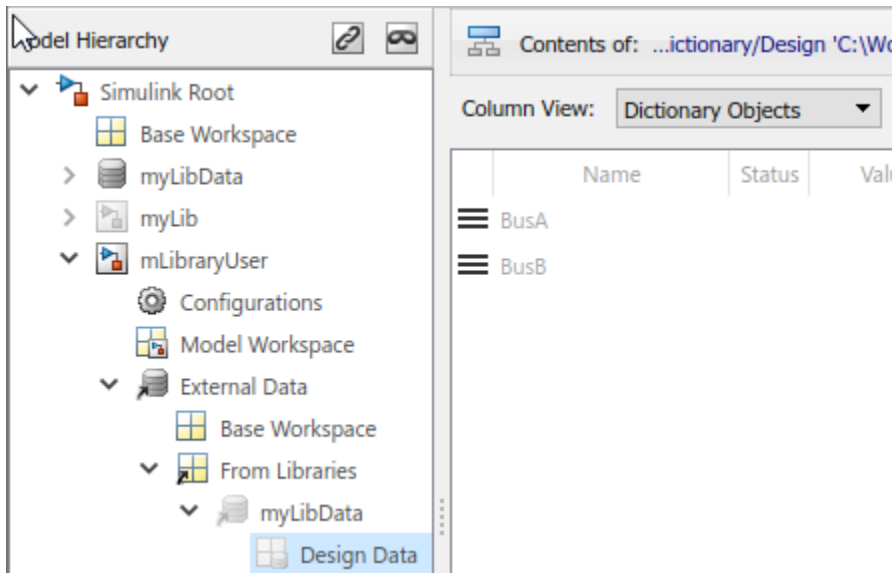 Model Hierarchy
Contents of: ...ictionary/Design 'C:\Wo
Simulink Root
Base Workspace
myLibData
myLib
mLibraryUser
Configurations
Model Workspace
External Data
Base Workspace
From Libraries
myLibData
Design Data
Column View: Dictionary Objects
Name Status Valu
BusA
BusB